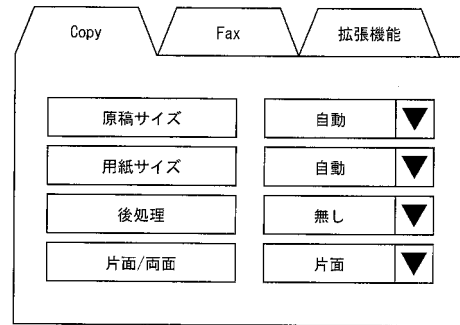 Copy Fax 拡張機能
原稿サイズ 自動 ▼
用紙サイズ 自動 ▼
後処理 無し ▼
片面/両面 片面 ▼